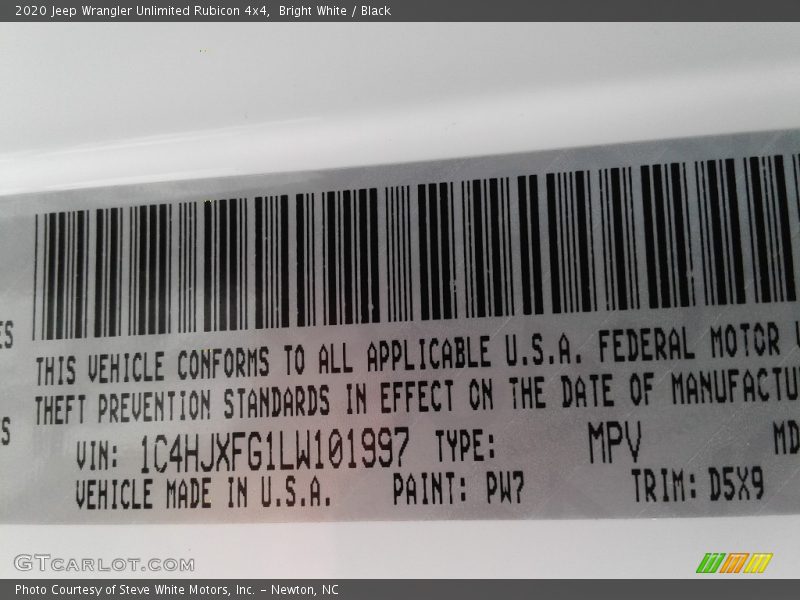 2020 Jeep Wrangler Unlimited Rubicon 4x4, Bright White / Black
ES
THIS VEHICLE CONFORMS TO ALL APPLICABLE U.S.A. FEDERAL MOTOR
THEFT PREVENTION STANDARDS IN EFFECT ON THE DATE OF MANUFACTU
S
VIN: 1C4HJXFG1LW101997 TYPE: MPV MD
VEHICLE MADE IN U.S.A. PAINT: PW7 TRIM: D5X9
GTCARLOT.COM
Photo Courtesy of Steve White Motors, Inc. – Newton, NC